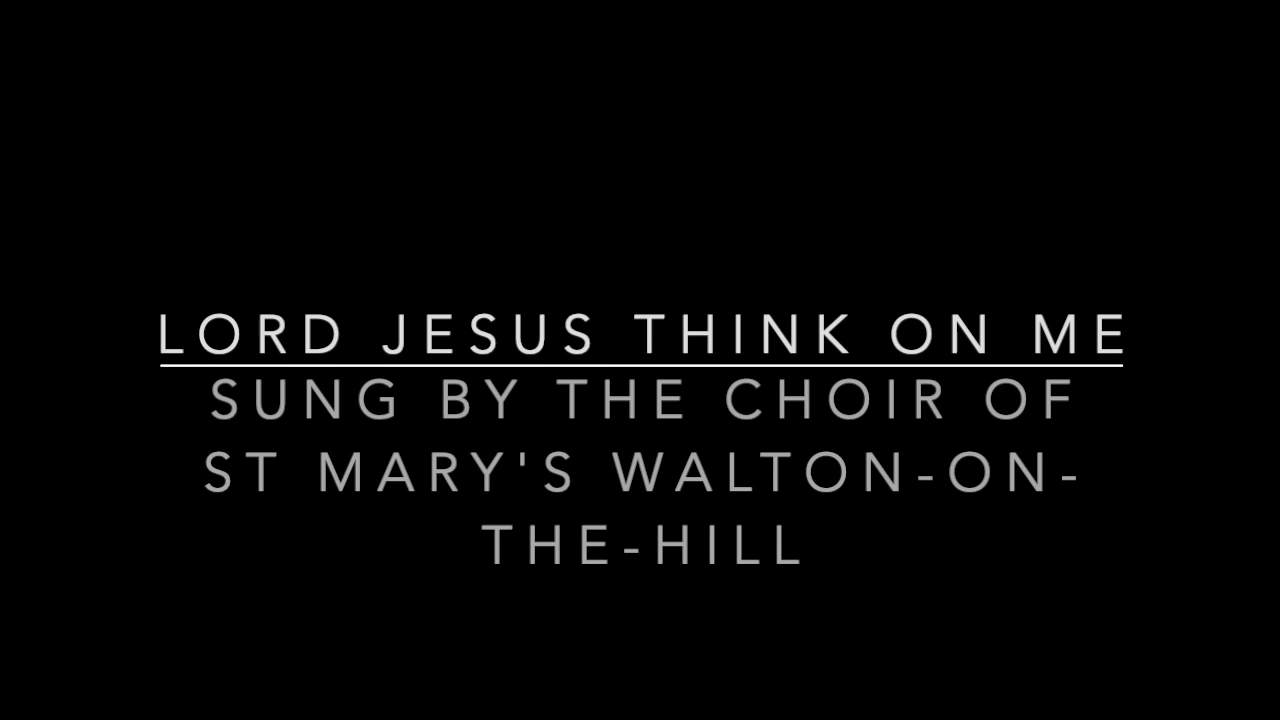 LORD JESUS THINK ON ME
SUNG BY THE CHOIR OF
ST MARY'S WALTON-ON-
THE-HILL